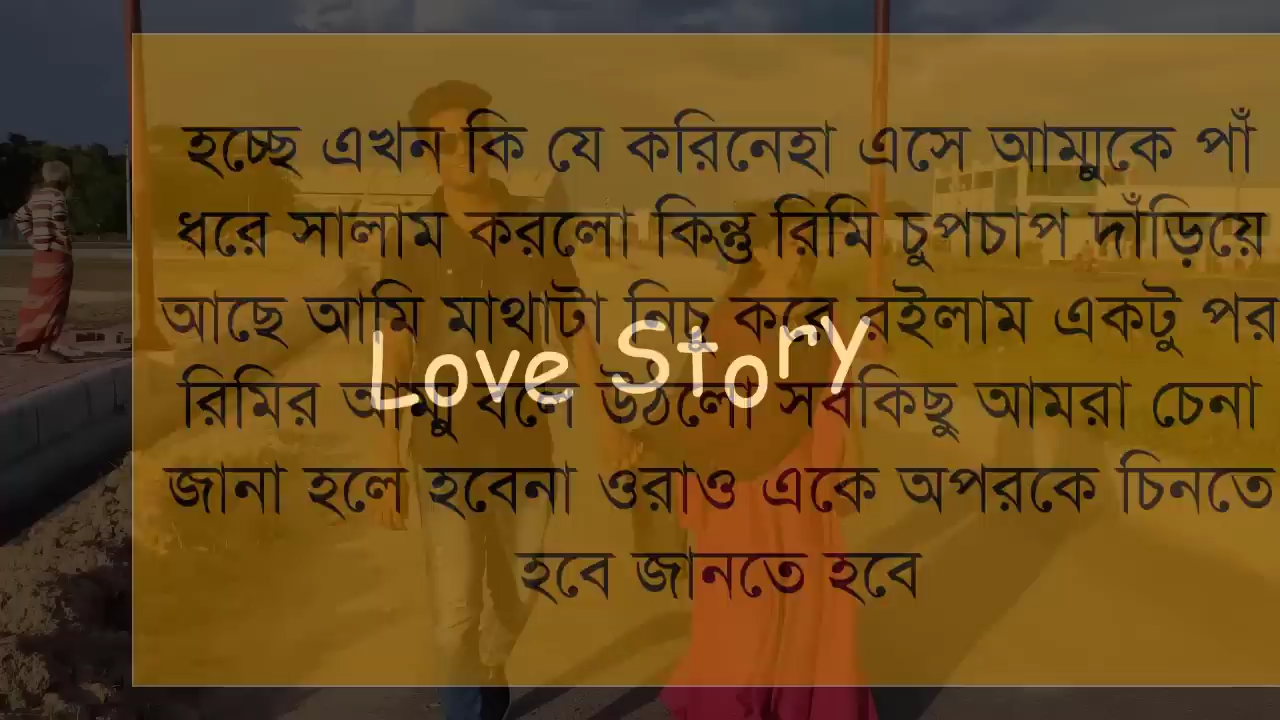 হচ্ছে এখন কি যে করিনেহা এসে আম্মুকে পাঁ
ধরে সালাম করলো কিন্তু রিমি চুপচাপ দাঁড়িয়ে
আছে আমি মাথাটা নিচু করে রইলাম একটু পর
রিমির আম্মু বলে উঠলো সবকিছু আমরা চেনা
জানা হলে হবেনা ওরাও একে অপরকে চিনতে
হবে জানতে হবে
Love Story